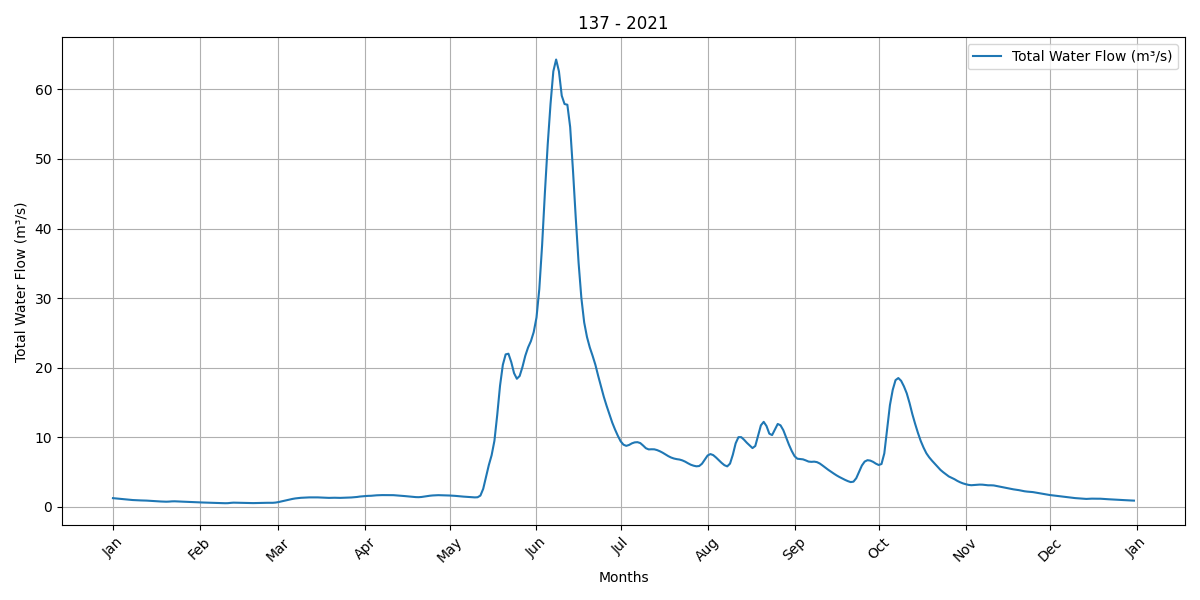 137 - 2021
Total Water Flow (m³/s)
60
50
40
30
20
10
0
Total Water Flow (m³/s)
Jan
Feb
Mar
Apr
May
Jun
Jul
Aug
Sep
Oct
Nov
Dec
Jan
Months